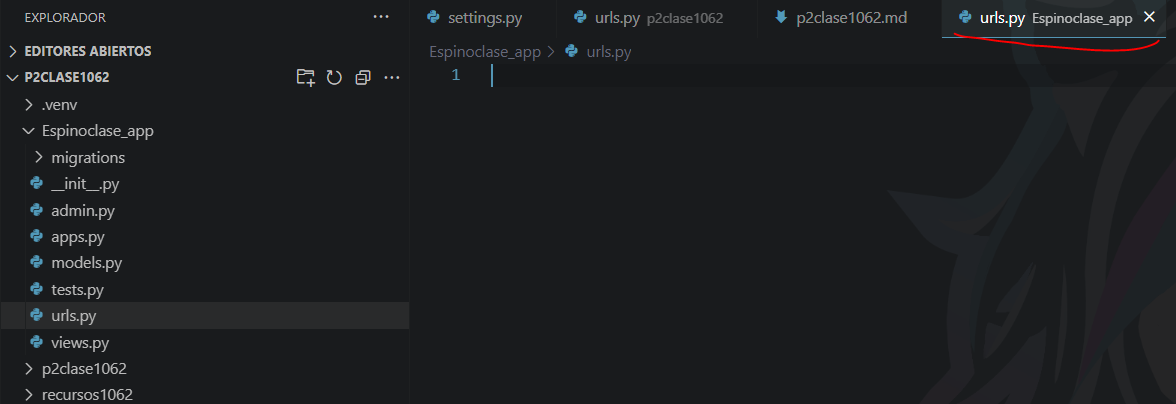 EXPLORADOR ...
settings.py urls.py p2clase1062 p2clase1062.md urls.py Espinoclase_app
EDITORES ABIERTOS
Espinoclase_app > urls.py
P2CLASE1062 ...
1
.venv
Espinoclase_app
migrations
__init__.py
admin.py
apps.py
models.py
tests.py
urls.py
views.py
p2clase1062
recursos1062